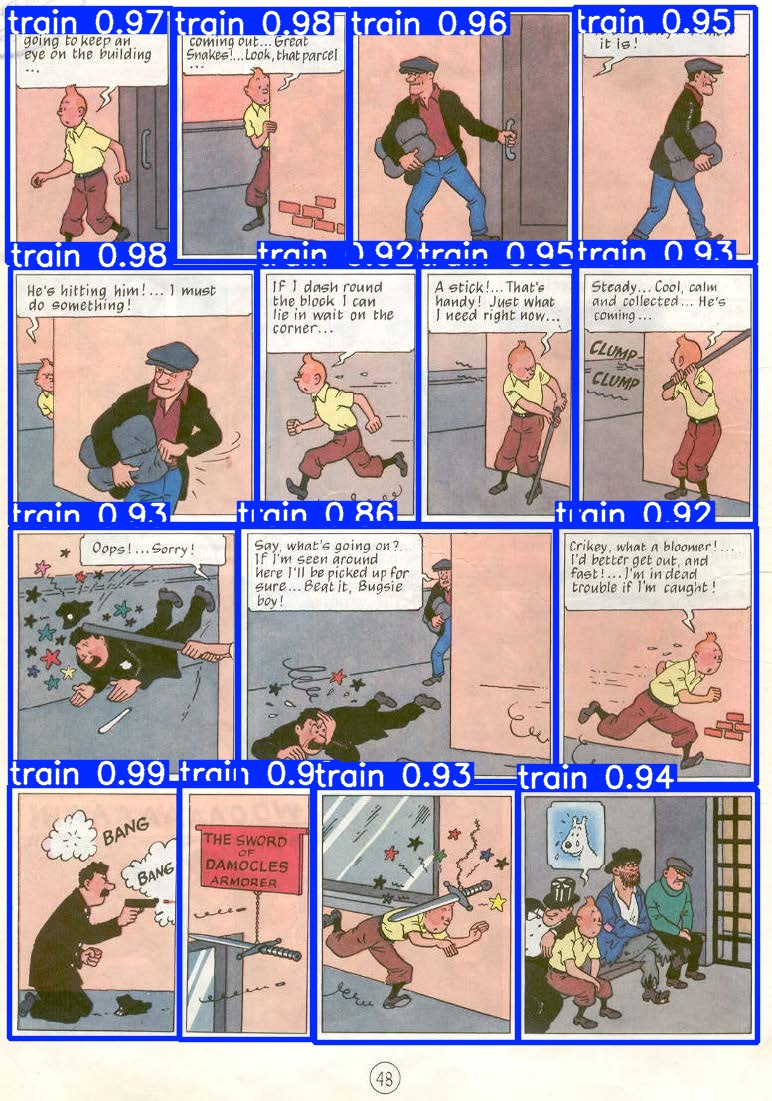 train 0.97
going to keep an
eye on the building
...
train 0.98
coming out... Great
Snakes!... Look, that parcel
...
train 0.96
train 0.95
it is!
train 0.98
He's hitting him!... I must
do something!
train 0.92
If I dash round
the block I can
lie in wait on the
corner...
train 0.95
A stick!... That's
handy! Just what
I need right now...
train 0.93
Steady... Cool, calm
and collected... He's
coming...
CLUMP
CLUMP
train 0.93
Oops!... Sorry!
train 0.86
Say, what's going on?...
If I'm seen around
here I'll be picked up for
sure... Beat it, Bugsie
boy!
train 0.92
Crikey, what a bloomer!...
I'd better get out, and
fast!... I'm in dead
trouble if I'm caught!
train 0.99
BANG
BANG
train 0.9
THE SWORD
OF
DAMOCLES
ARMORER
train 0.93
train 0.94
48